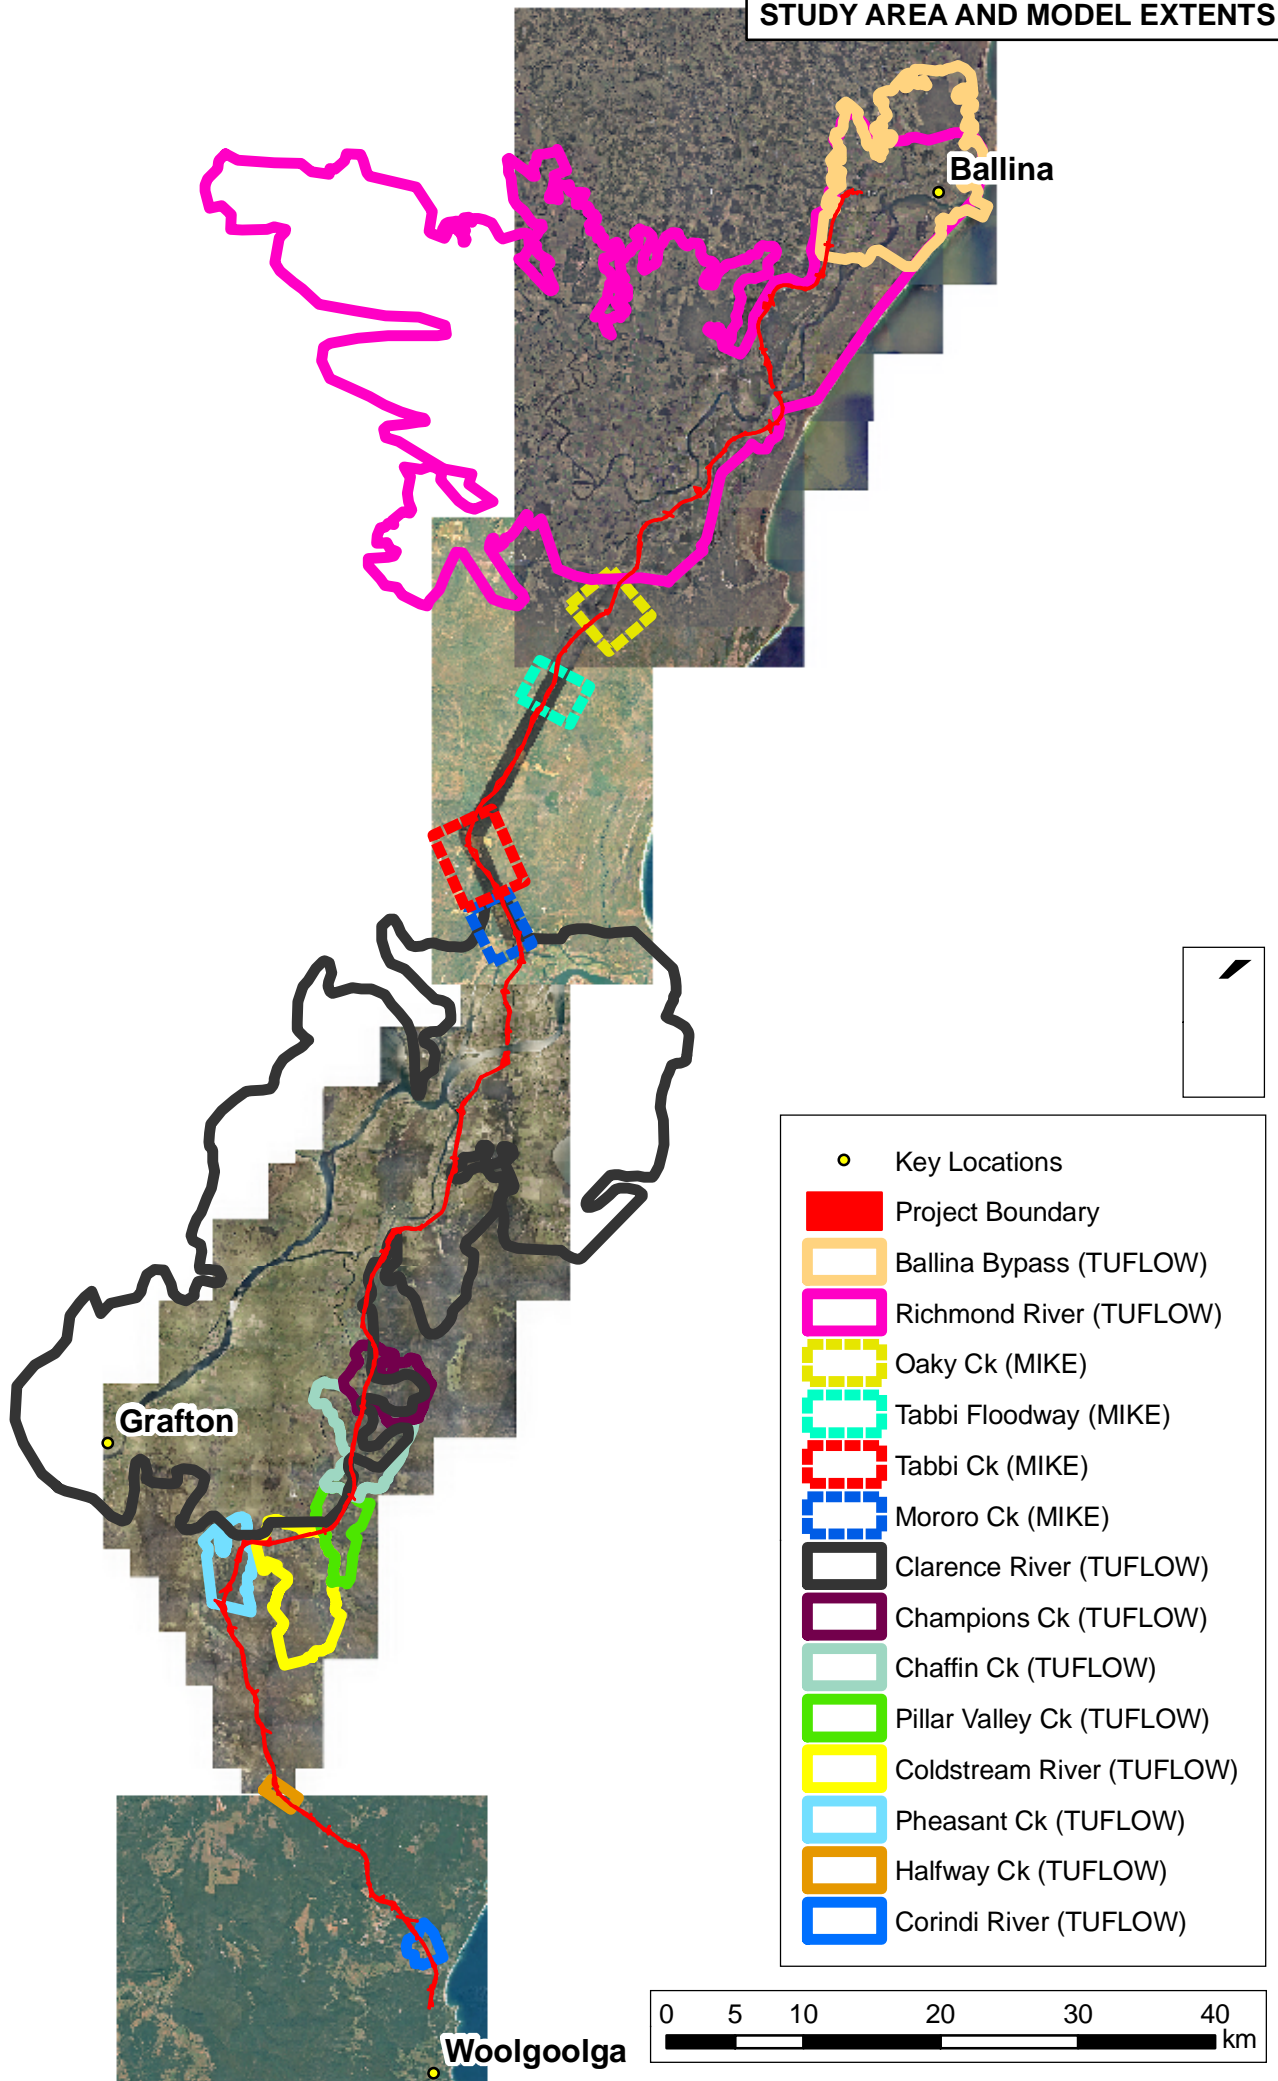 STUDY AREA AND MODEL EXTENTS
Ballina
Grafton
Key Locations
Project Boundary
Ballina Bypass (TUFLOW)
Richmond River (TUFLOW)
Oaky Ck (MIKE)
Tabbi Floodway (MIKE)
Tabbi Ck (MIKE)
Mororo Ck (MIKE)
Clarence River (TUFLOW)
Champions Ck (TUFLOW)
Chaffin Ck (TUFLOW)
Pillar Valley Ck (TUFLOW)
Coldstream River (TUFLOW)
Pheasant Ck (TUFLOW)
Halfway Ck (TUFLOW)
Corindi River (TUFLOW)
0 5 10 20 30 40
km
Woolgoolga